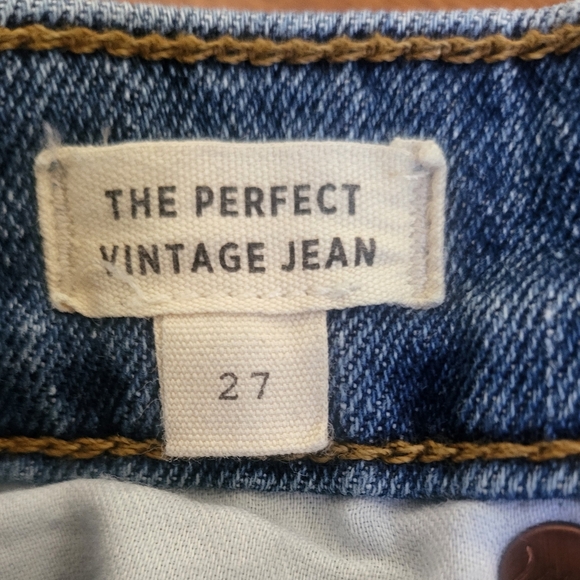 THE PERFECT
VINTAGE JEAN
27